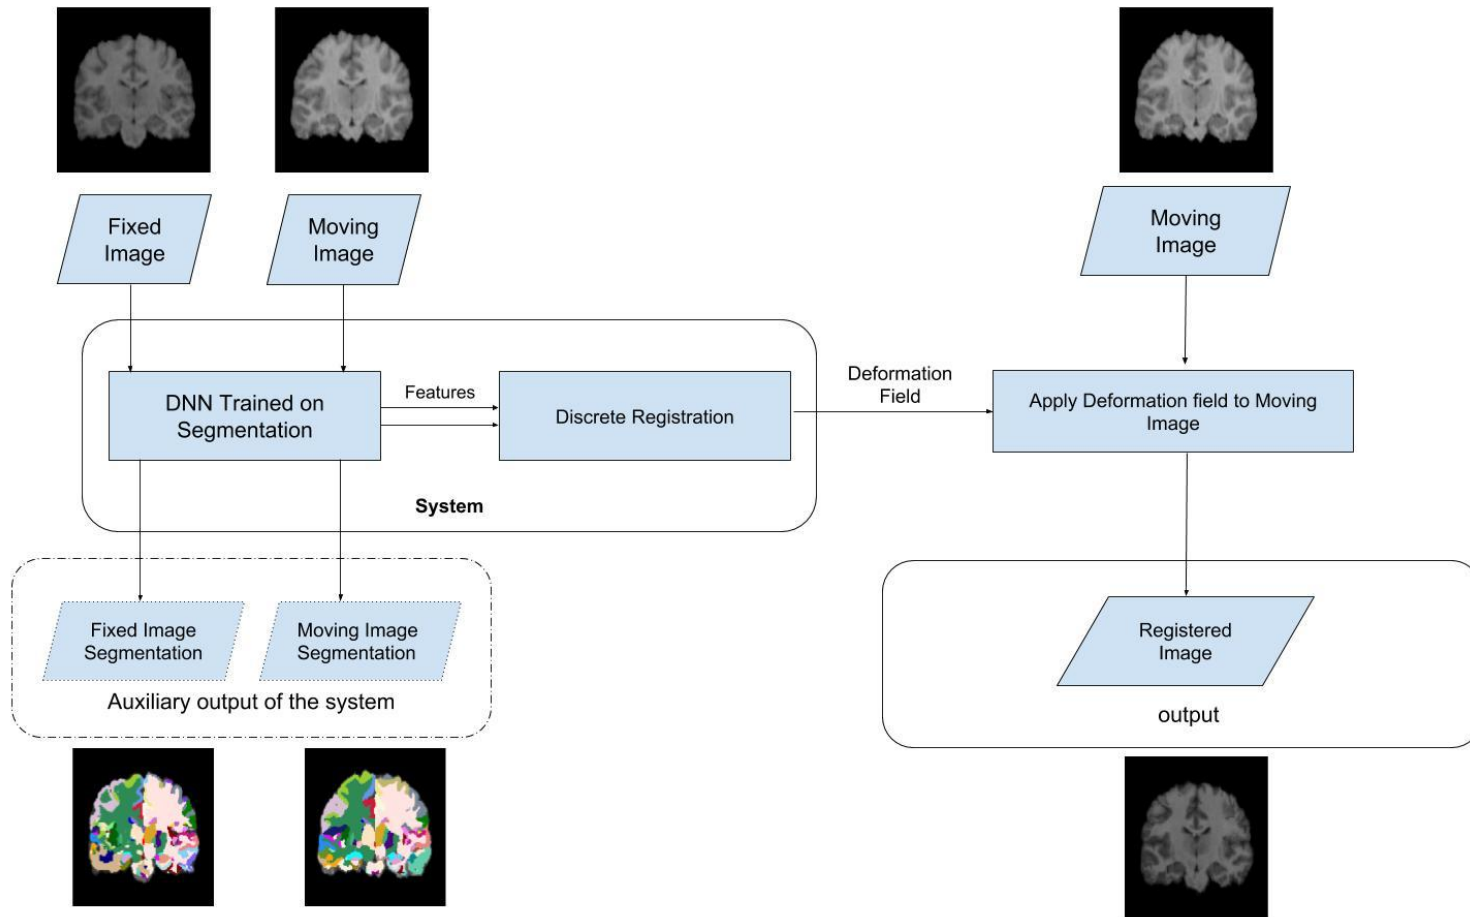 Fixed
Image
Moving
Image
Moving
Image
DNN Trained on
Segmentation
Features
Discrete Registration
Deformation
Field
Apply Deformation field to Moving
Image
System
Fixed Image
Segmentation
Moving Image
Segmentation
Auxiliary output of the system
Registered
Image
output